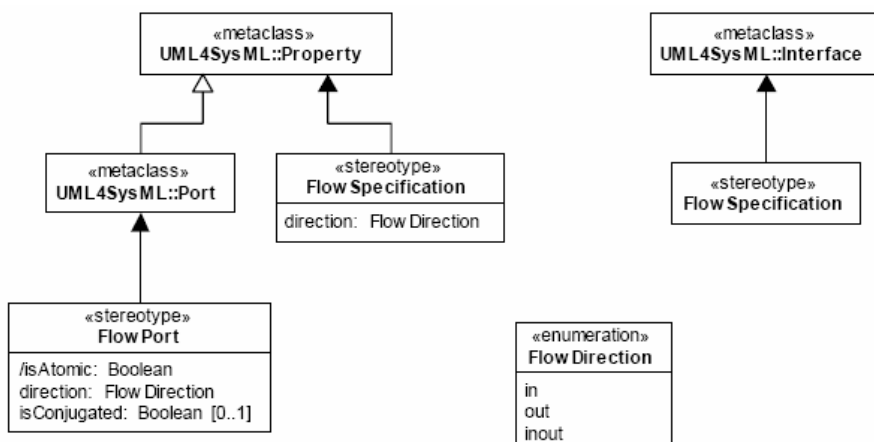 «metaclass»
UML4SysML::Property
«metaclass»
UML4SysML::Interface
«metaclass»
UML4SysML::Port
«stereotype»
Flow Specification
direction: Flow Direction
«stereotype»
Flow Specification
«stereotype»
Flow Port
/isAtomic: Boolean
direction: Flow Direction
isConjugated: Boolean [0..1]
«enumeration»
Flow Direction
in
out
inout